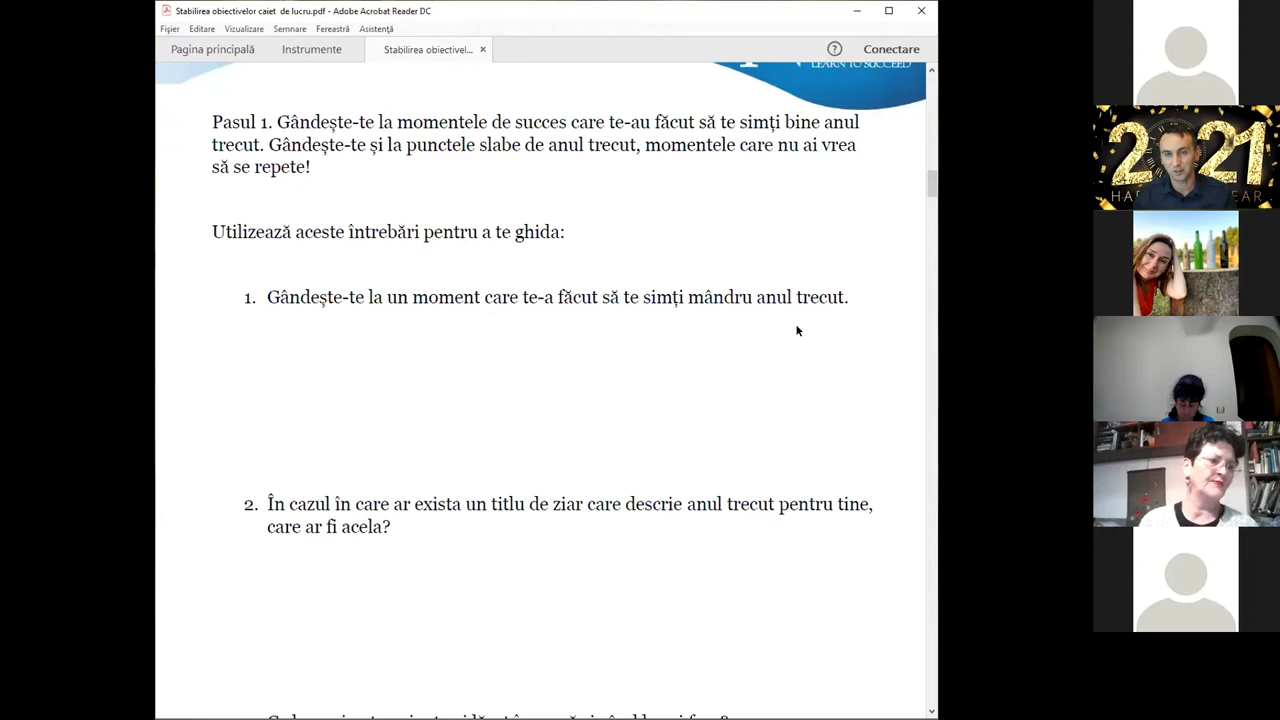 Stabilirea obiectivelor caiet de lucru.pdf - Adobe Acrobat Reader DC
Fișier Editare Vizualizare Semnare Fereastră Asistență
Pagina principală Instrumente Stabilirea obiectivel... × ? Conectare
LEARN TO SUCCEED
Pasul 1. Gândește-te la momentele de succes care te-au făcut să te simți bine anul
trecut. Gândește-te și la punctele slabe de anul trecut, momentele care nu ai vrea
să se repete!
Utilizează aceste întrebări pentru a te ghida:
1. Gândește-te la un moment care te-a făcut să te simți mândru anul trecut.
2. În cazul în care ar exista un titlu de ziar care descrie anul trecut pentru tine,
care ar fi acela?
2021